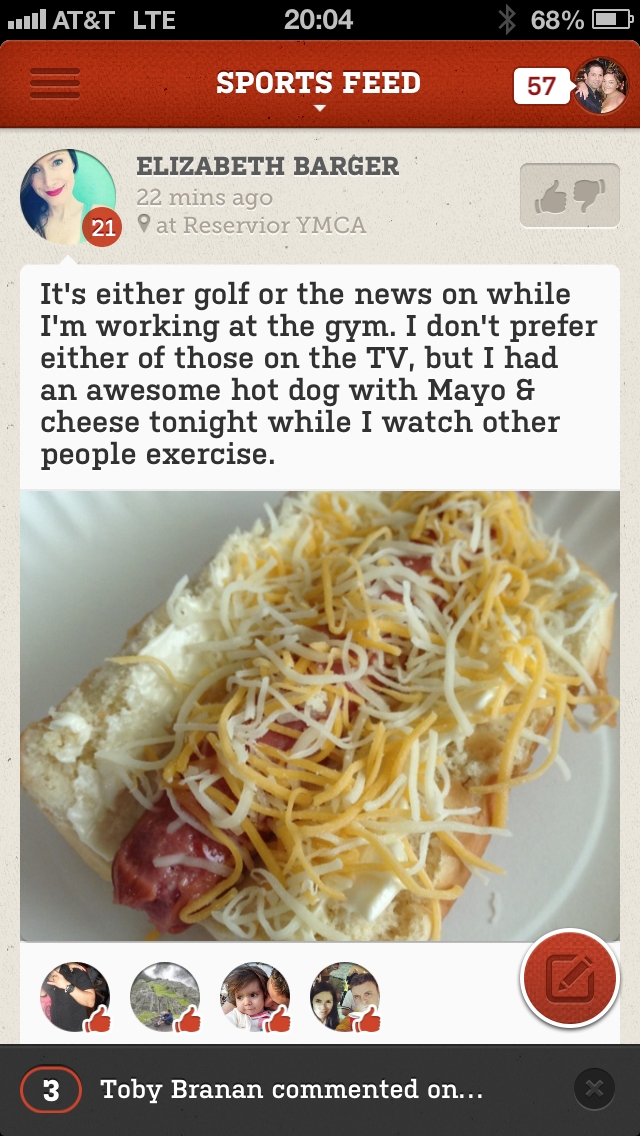 AT&T LTE 20:04 68%
SPORTS FEED
57
ELIZABETH BARGER
22 mins ago
21
at Reservior YMCA
It's either golf or the news on while
I'm working at the gym. I don't prefer
either of those on the TV, but I had
an awesome hot dog with Mayo &
cheese tonight while I watch other
people exercise.
3 Toby Branan commented on...